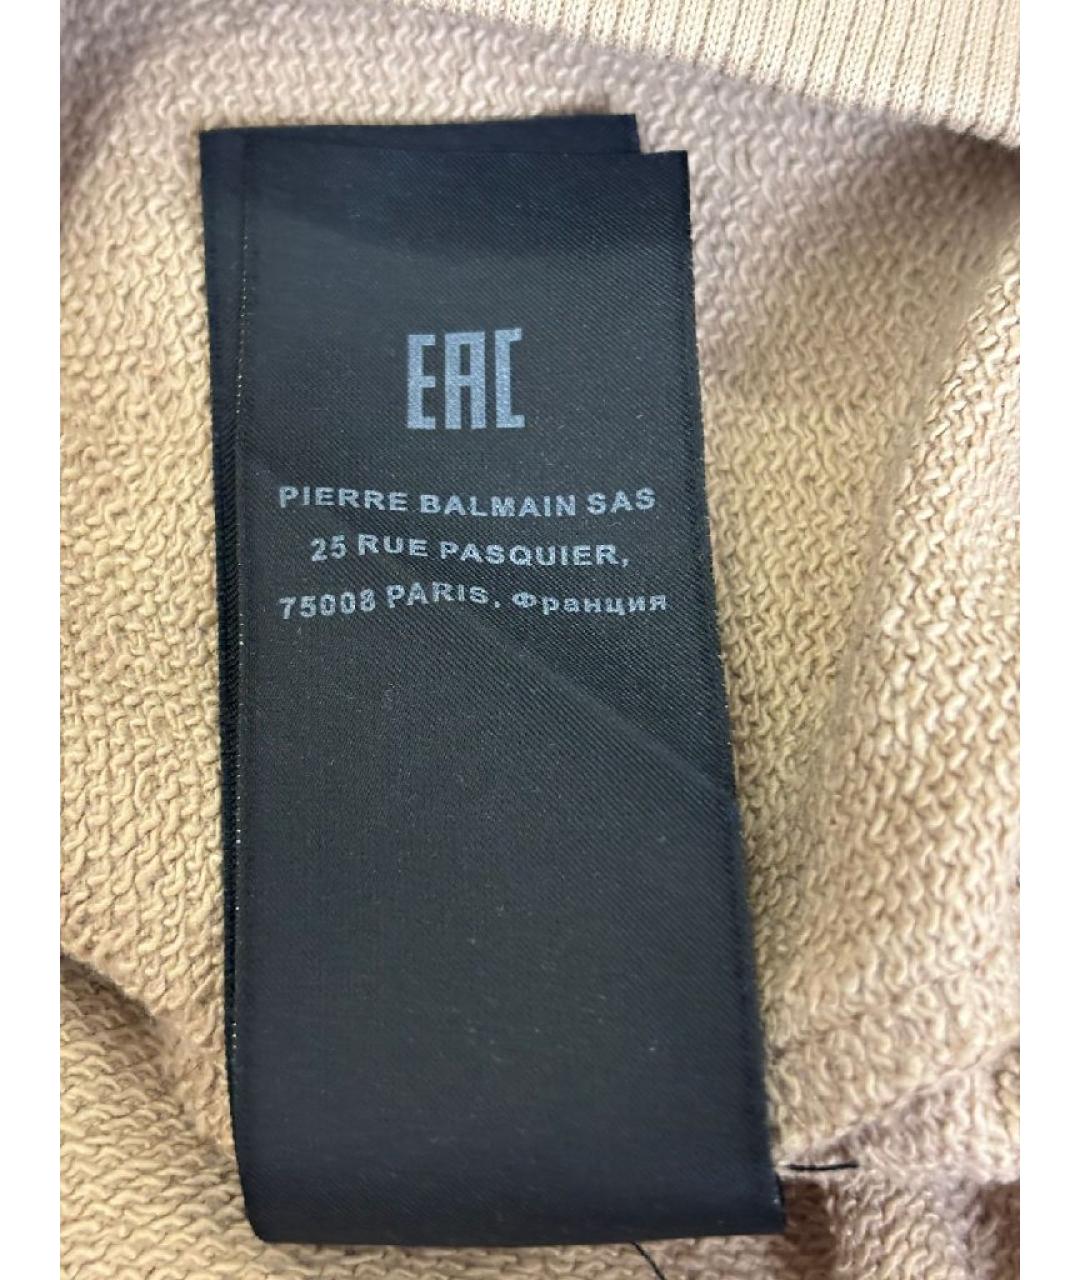 EAC
PIERRE BALMAIN SAS
25 RUE PASQUIER,
75008 PARIS, Франция